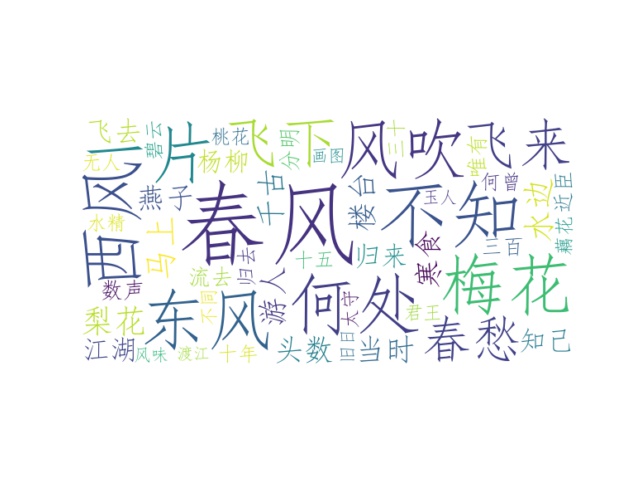 飞去
碧云
一片
飞下
桃花
分明
画图
风吹
三十
飞来
唯有
无人
杨柳
西风
燕子
千古
楼台
不知
玉人
何曾
水边
藕花
近臣
水精
马上
春风
十五
归来
寒食
三百
数声
流去
归去
游人
何处
太守
君王
梅花
梨花
东风
不同
江湖
风味
渡江
十年
头数
旧日
当时
春愁
知己